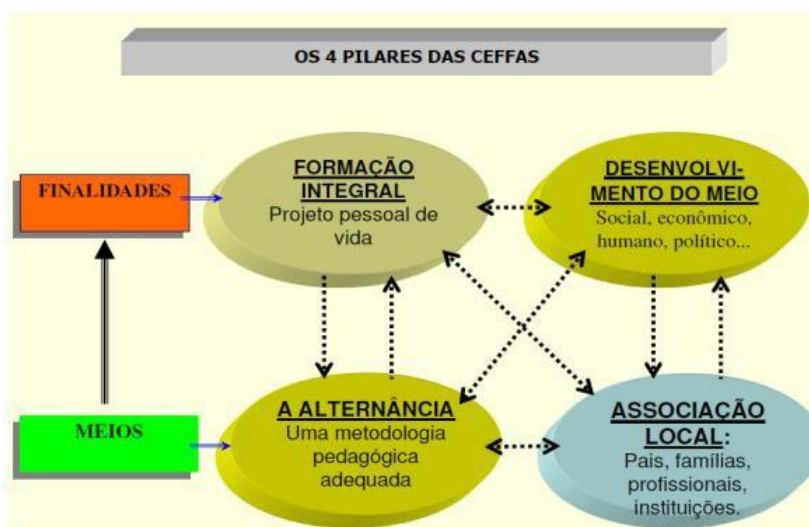 OS 4 PILARES DAS CEFFAS
FINALIDADES
FORMAÇÃO
INTEGRAL
Projeto pessoal de
vida
DESENVOLVI-
MENTO DO MEIO
Social, econômico,
humano, político...
MEIOS
A ALTERNÂNCIA
Uma metodologia
pedagógica
adequada
ASSOCIAÇÃO
LOCAL:
Pais, famílias,
profissionais,
instituições.